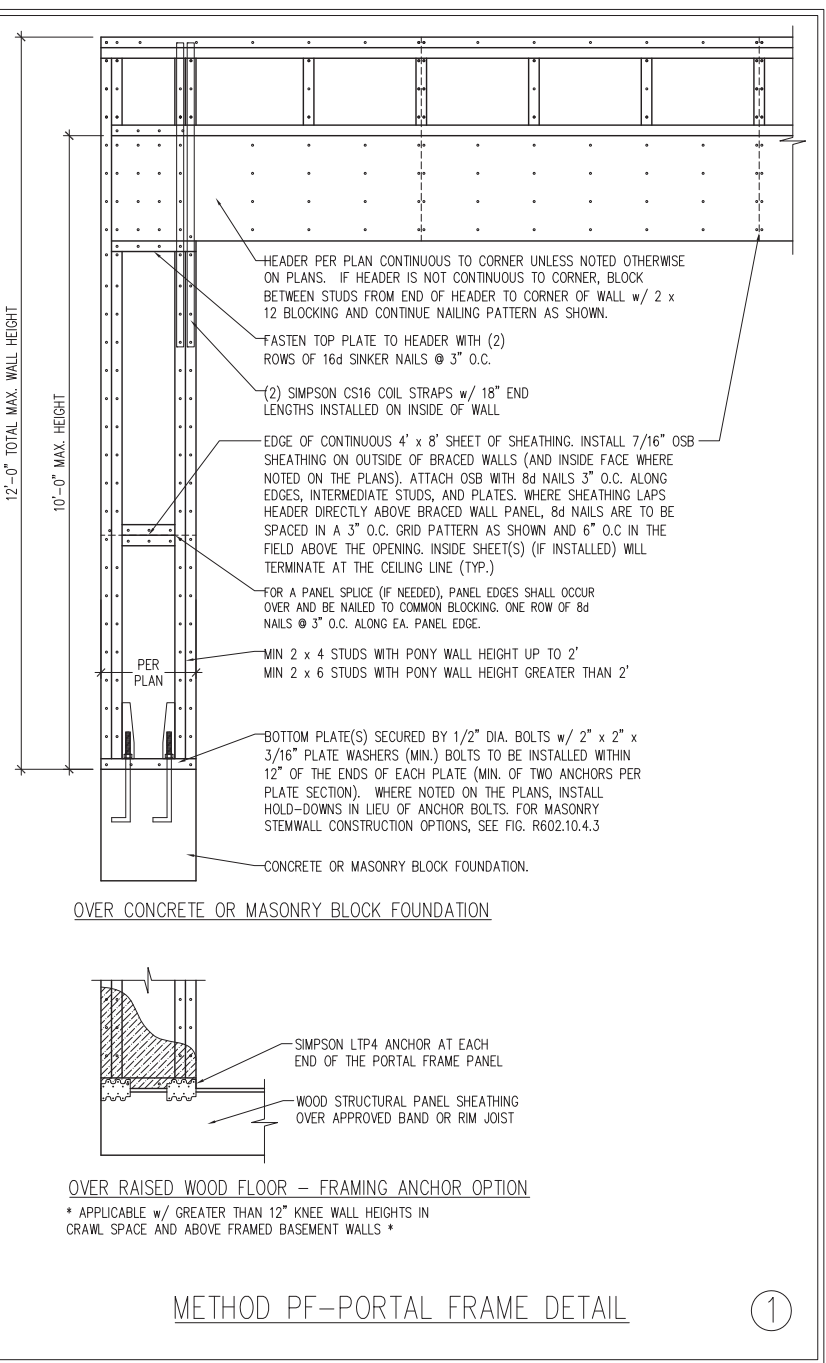 HEADER PER PLAN CONTINUOUS TO CORNER UNLESS NOTED OTHERWISE
ON PLANS. IF HEADER IS NOT CONTINUOUS TO CORNER, BLOCK
BETWEEN STUDS FROM END OF HEADER TO CORNER OF WALL w/ 2 x
12 BLOCKING AND CONTINUE NAILING PATTERN AS SHOWN.
FASTEN TOP PLATE TO HEADER WITH (2)
ROWS OF 16d SINKER NAILS @ 3" O.C.
12'-0" TOTAL MAX. WALL HEIGHT
10'-0" MAX. HEIGHT
(2) SIMPSON CS16 COIL STRAPS w/ 18" END
LENGTHS INSTALLED ON INSIDE OF WALL
EDGE OF CONTINUOUS 4' x 8' SHEET OF SHEATHING. INSTALL 7/16" OSB
SHEATHING ON OUTSIDE OF BRACED WALLS (AND INSIDE FACE WHERE
NOTED ON THE PLANS). ATTACH OSB WITH 8d NAILS 3" O.C. ALONG
EDGES, INTERMEDIATE STUDS, AND PLATES. WHERE SHEATHING LAPS
HEADER DIRECTLY ABOVE BRACED WALL PANEL, 8d NAILS ARE TO BE
SPACED IN A 3" O.C. GRID PATTERN AS SHOWN AND 6" O.C IN THE
FIELD ABOVE THE OPENING. INSIDE SHEET(S) (IF INSTALLED) WILL
TERMINATE AT THE CEILING LINE (TYP.)
FOR A PANEL SPLICE (IF NEEDED), PANEL EDGES SHALL OCCUR
OVER AND BE NAILED TO COMMON BLOCKING. ONE ROW OF 8d
NAILS @ 3" O.C. ALONG EA. PANEL EDGE.
MIN 2 x 4 STUDS WITH PONY WALL HEIGHT UP TO 2'
MIN 2 x 6 STUDS WITH PONY WALL HEIGHT GREATER THAN 2'
PER
PLAN
BOTTOM PLATE(S) SECURED BY 1/2" DIA. BOLTS w/ 2" x 2" x
3/16" PLATE WASHERS (MIN.) BOLTS TO BE INSTALLED WITHIN
12" OF THE ENDS OF EACH PLATE (MIN. OF TWO ANCHORS PER
PLATE SECTION). WHERE NOTED ON THE PLANS, INSTALL
HOLD-DOWNS IN LIEU OF ANCHOR BOLTS. FOR MASONRY
STEMWALL CONSTRUCTION OPTIONS, SEE FIG. R602.10.4.3
CONCRETE OR MASONRY BLOCK FOUNDATION.
OVER CONCRETE OR MASONRY BLOCK FOUNDATION
SIMPSON LTP4 ANCHOR AT EACH
END OF THE PORTAL FRAME PANEL
WOOD STRUCTURAL PANEL SHEATHING
OVER APPROVED BAND OR RIM JOIST
OVER RAISED WOOD FLOOR - FRAMING ANCHOR OPTION
* APPLICABLE w/ GREATER THAN 12" KNEE WALL HEIGHTS IN
CRAWL SPACE AND ABOVE FRAMED BASEMENT WALLS *
METHOD PF-PORTAL FRAME DETAIL
1